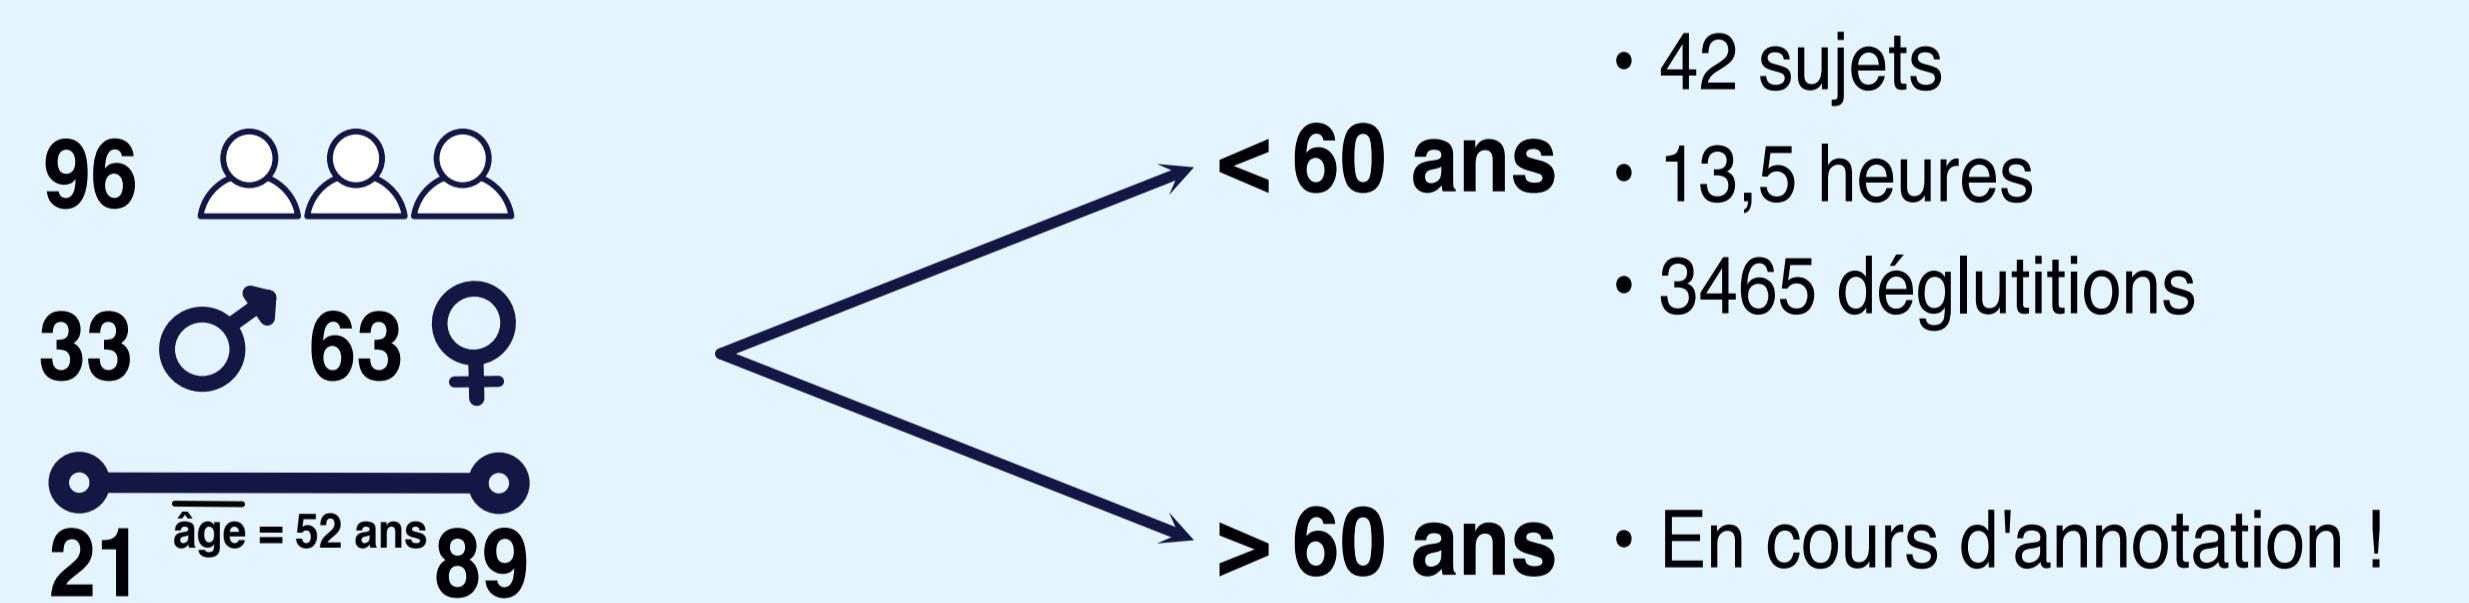 96
33 63
21 âge = 52 ans 89
< 60 ans
• 42 sujets
• 13,5 heures
• 3465 déglutitions
> 60 ans
• En cours d'annotation !